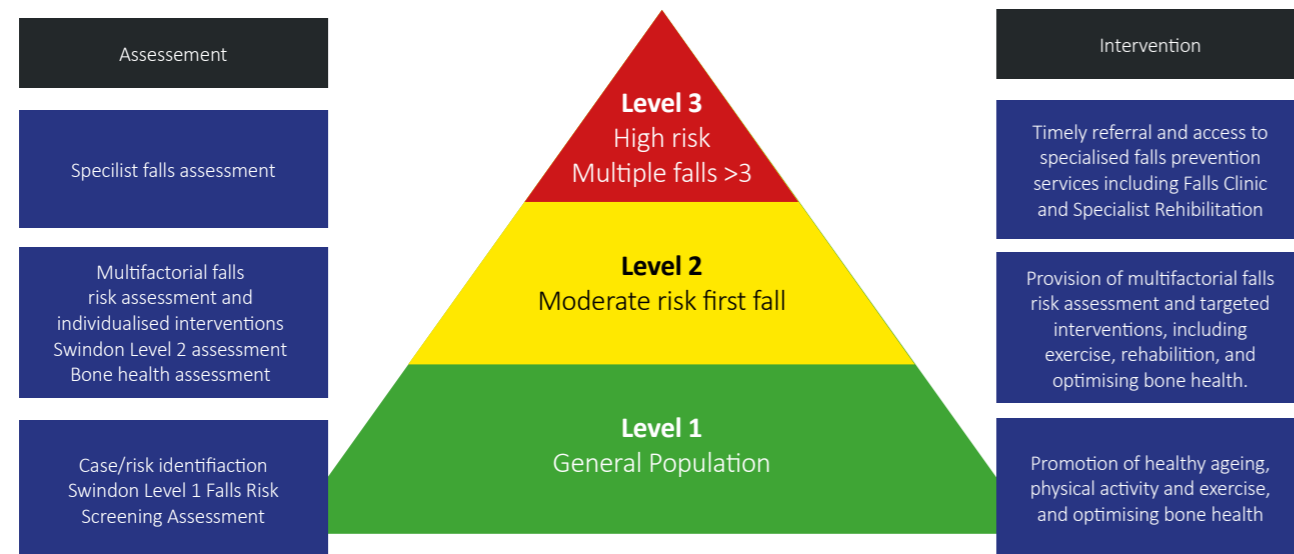 Assessement
Specilist falls assessment
Multifactorial falls
risk assessment and
individualised interventions
Swindon Level 2 assessment
Bone health assessment
Case/risk identifiaction
Swindon Level 1 Falls Risk
Screening Assessment
Level 3
High risk
Multiple falls >3
Level 2
Moderate risk first fall
Level 1
General Population
Intervention
Timely referral and access to
specialised falls prevention
services including Falls Clinic
and Specialist Rehibilitation
Provision of multifactorial falls
risk assessment and targeted
interventions, including
exercise, rehabilition, and
optimising bone health.
Promotion of healthy ageing,
physical activity and exercise,
and optimising bone health